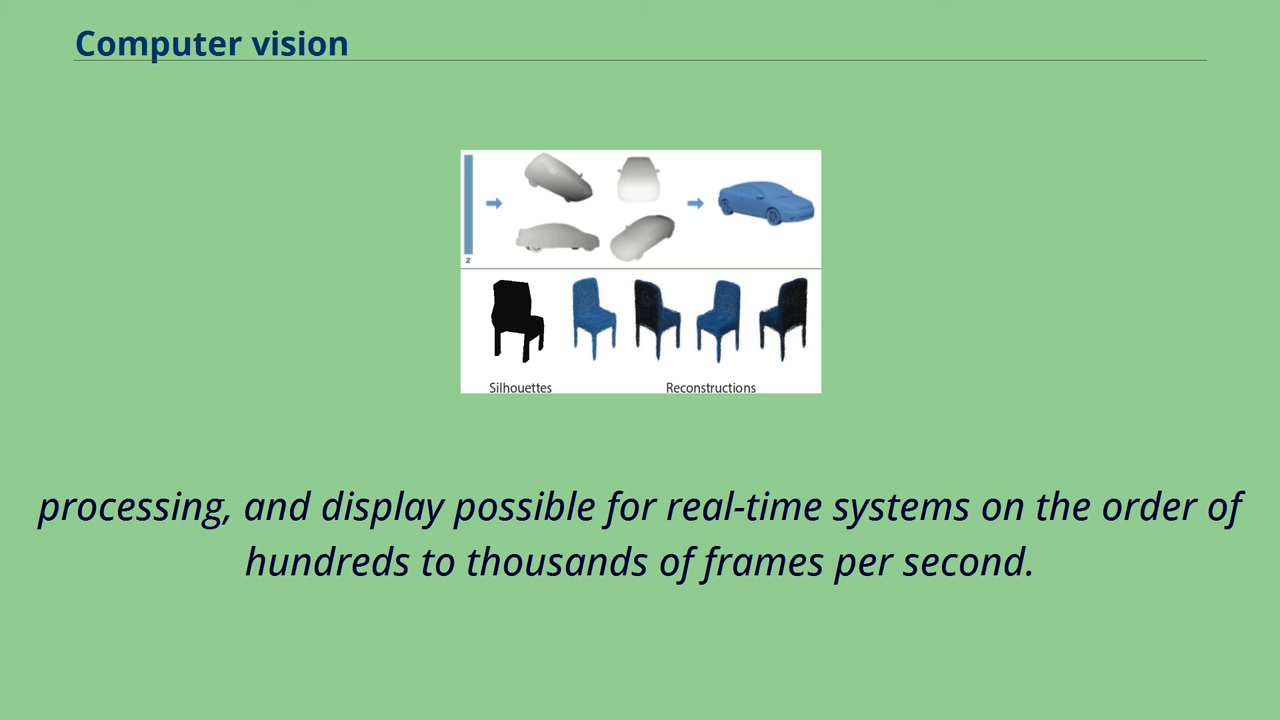 Computer vision
z
Silhouettes
Reconstructions
processing, and display possible for real-time systems on the order of
hundreds to thousands of frames per second.